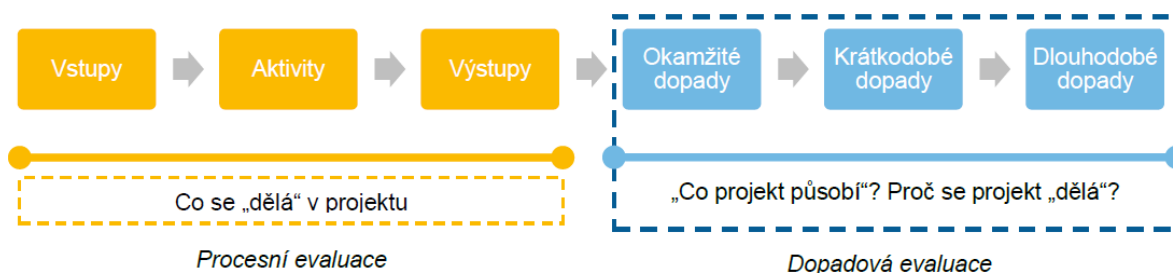 Vstupy
Aktivity
Výstupy
Okamžité
dopady
Krátkodobé
dopady
Dlouhodobé
dopady
Co se „dělá“ v projektu
„Co projekt působí“? Proč se projekt „dělá“?
Procesní evaluace
Dopadová evaluace